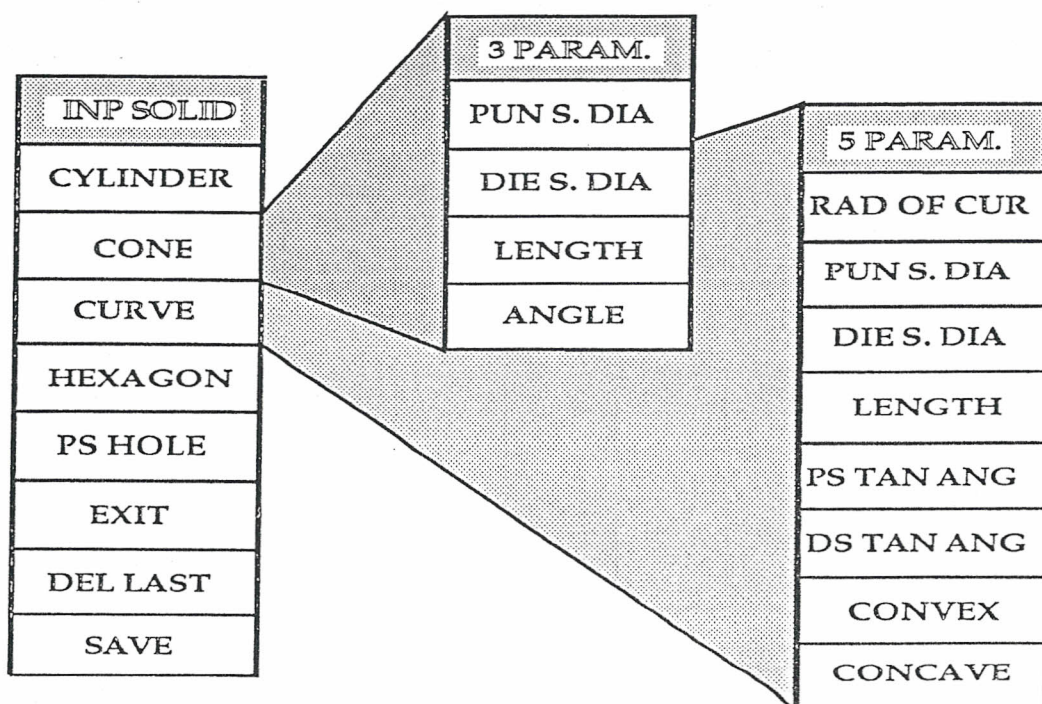 INP SOLID
CYLINDER
CONE
CURVE
HEXAGON
PS HOLE
EXIT
DEL LAST
SAVE
3 PARAM.
PUN S. DIA
DIE S. DIA
LENGTH
ANGLE
5 PARAM.
RAD OF CUR
PUN S. DIA
DIE S. DIA
LENGTH
PS TAN ANG
DS TAN ANG
CONVEX
CONCAVE